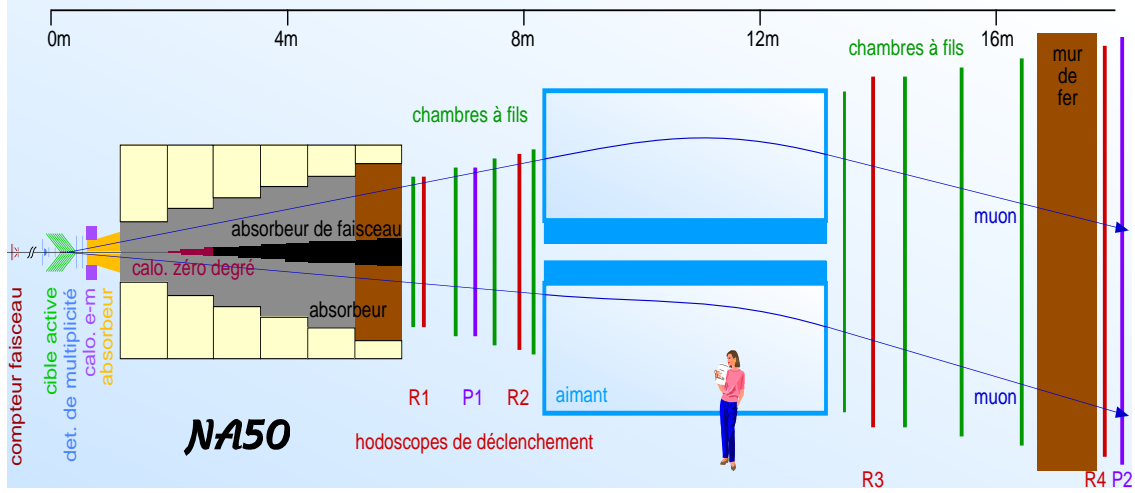 0m
4m
8m
12m
16m
chambres à fils
chambres à fils
mur
de
fer
absorbeur de faisceau
calo. zéro degré
absorbeur
muon
muon
compteur faisceau
cible active
det. de multiplicité
calo. e-m
absorbeur
R1
P1
R2
aimant
NA50
hodoscopes de déclenchement
R3
R4
P2